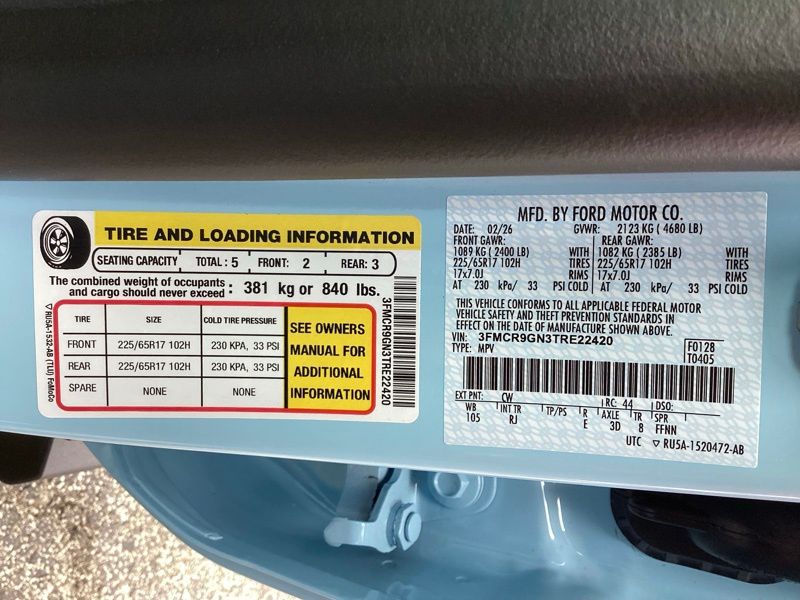 TIRE AND LOADING INFORMATION
SEATING CAPACITY TOTAL : 5 FRONT: 2 REAR: 3
The combined weight of occupants and cargo should never exceed : 381 kg or 840 lbs.
TIRE SIZE COLD TIRE PRESSURE
FRONT 225/65R17 102H 230 KPA, 33 PSI
REAR 225/65R17 102H 230 KPA, 33 PSI
SPARE NONE NONE
SEE OWNERS
MANUAL FOR
ADDITIONAL
INFORMATION
3FMCR9GN3TRE22420
▽RU5A-1532-AB (TLU) FoMoCo
MFD. BY FORD MOTOR CO.
DATE: 02/26 GVWR: 2123 KG ( 4680 LB)
FRONT GAWR: REAR GAWR:
1089 KG ( 2400 LB) WITH 1082 KG ( 2385 LB) WITH
225/65R17 102H TIRES 225/65R17 102H TIRES
17x7.0J RIMS 17x7.0J RIMS
AT 230 kPa/ 33 PSI COLD AT 230 kPa/ 33 PSI COLD
THIS VEHICLE CONFORMS TO ALL APPLICABLE FEDERAL MOTOR
VEHICLE SAFETY AND THEFT PREVENTION STANDARDS IN
EFFECT ON THE DATE OF MANUFACTURE SHOWN ABOVE.
VIN: 3FMCR9GN3TRE22420
TYPE: MPV
F0128
T0405
EXT PNT: CW RC: 44 DSO:
WB INT TR TP/PS R AXLE TR SPR
105 RJ E 3D 8 FFNN
UTC ▽ RU5A-1520472-AB